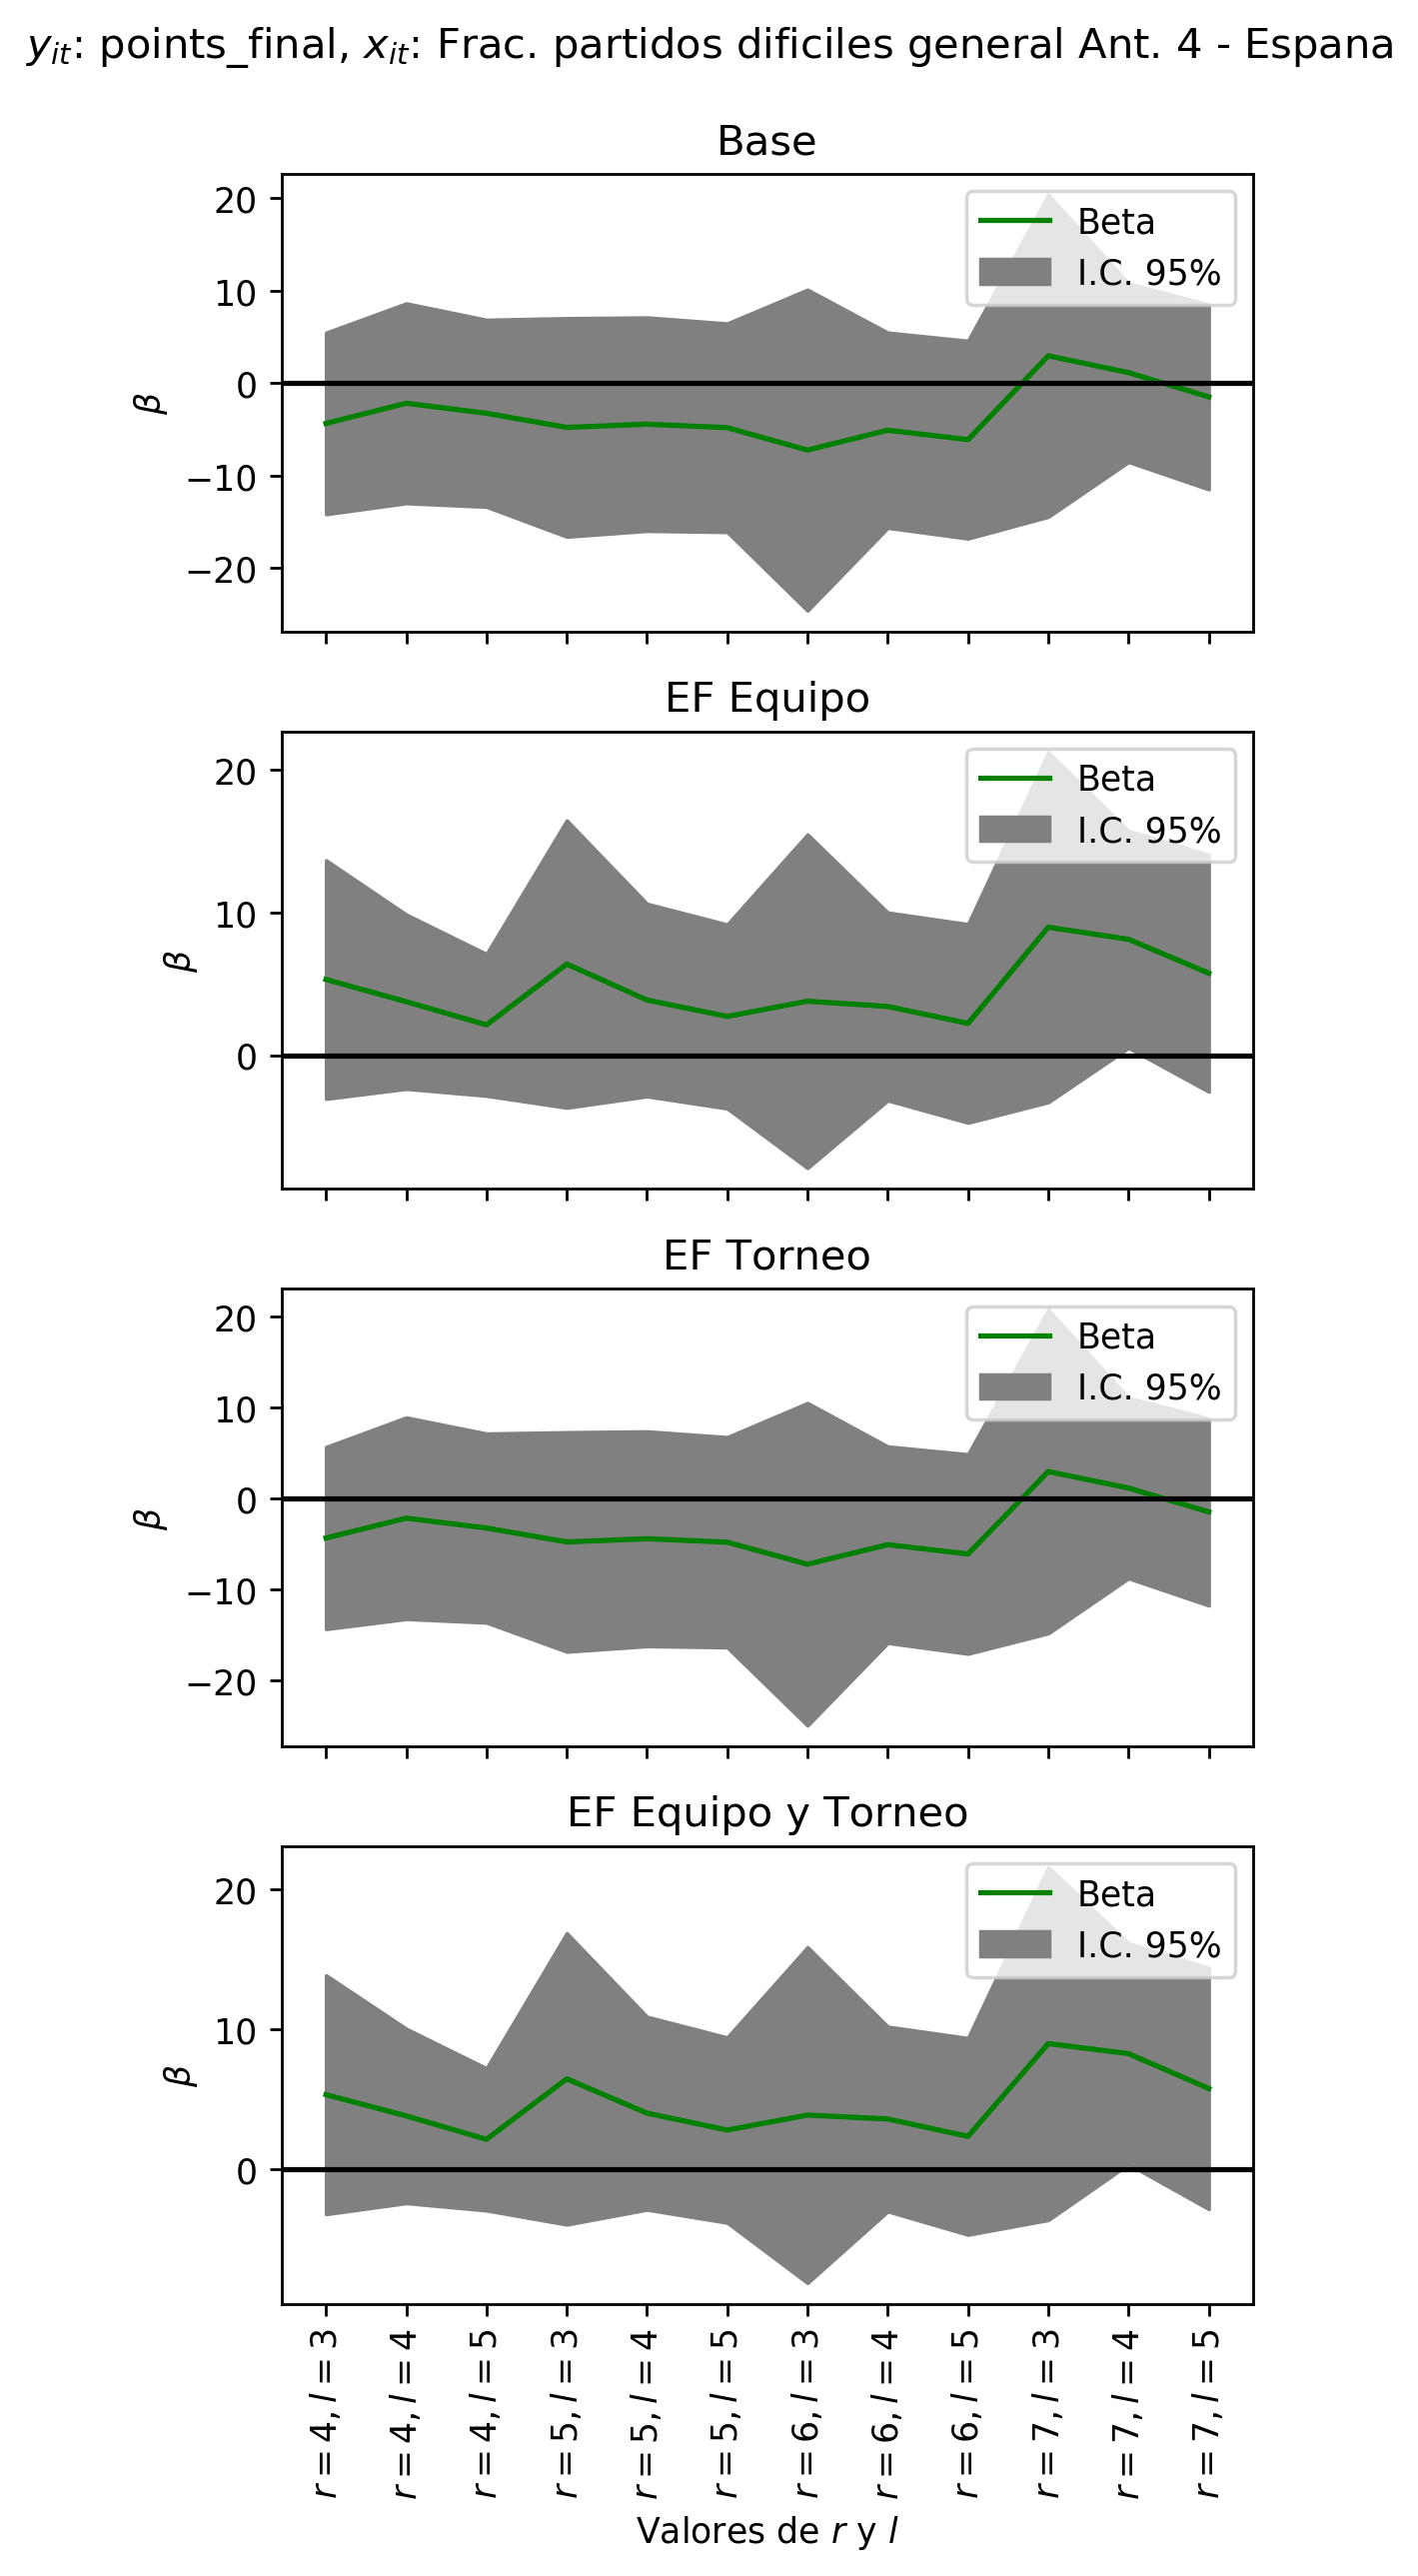 y_it: points_final, x_it: Frac. partidos dificiles general Ant. 4 - Espana
Base
20
10
0
−10
−20
β
Beta
I.C. 95%
EF Equipo
20
10
0
β
Beta
I.C. 95%
EF Torneo
20
10
0
−10
−20
β
Beta
I.C. 95%
EF Equipo y Torneo
20
10
0
β
Beta
I.C. 95%
r = 4, l = 3
r = 4, l = 4
r = 4, l = 5
r = 5, l = 3
r = 5, l = 4
r = 5, l = 5
r = 6, l = 3
r = 6, l = 4
r = 6, l = 5
r = 7, l = 3
r = 7, l = 4
r = 7, l = 5
Valores de r y l